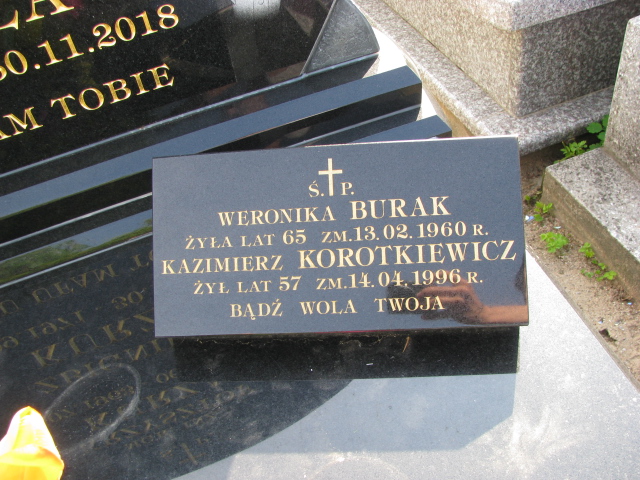 30.11.2018
TOBIE
Ś. P.
WERONIKA BURAK
ŻYŁA LAT 65 ZM. 13.02.1960 R.
KAZIMIERZ KOROTKIEWICZ
ŻYŁ LAT 57 ZM. 14.04.1996 R.
BĄDŹ WOLA TWOJA